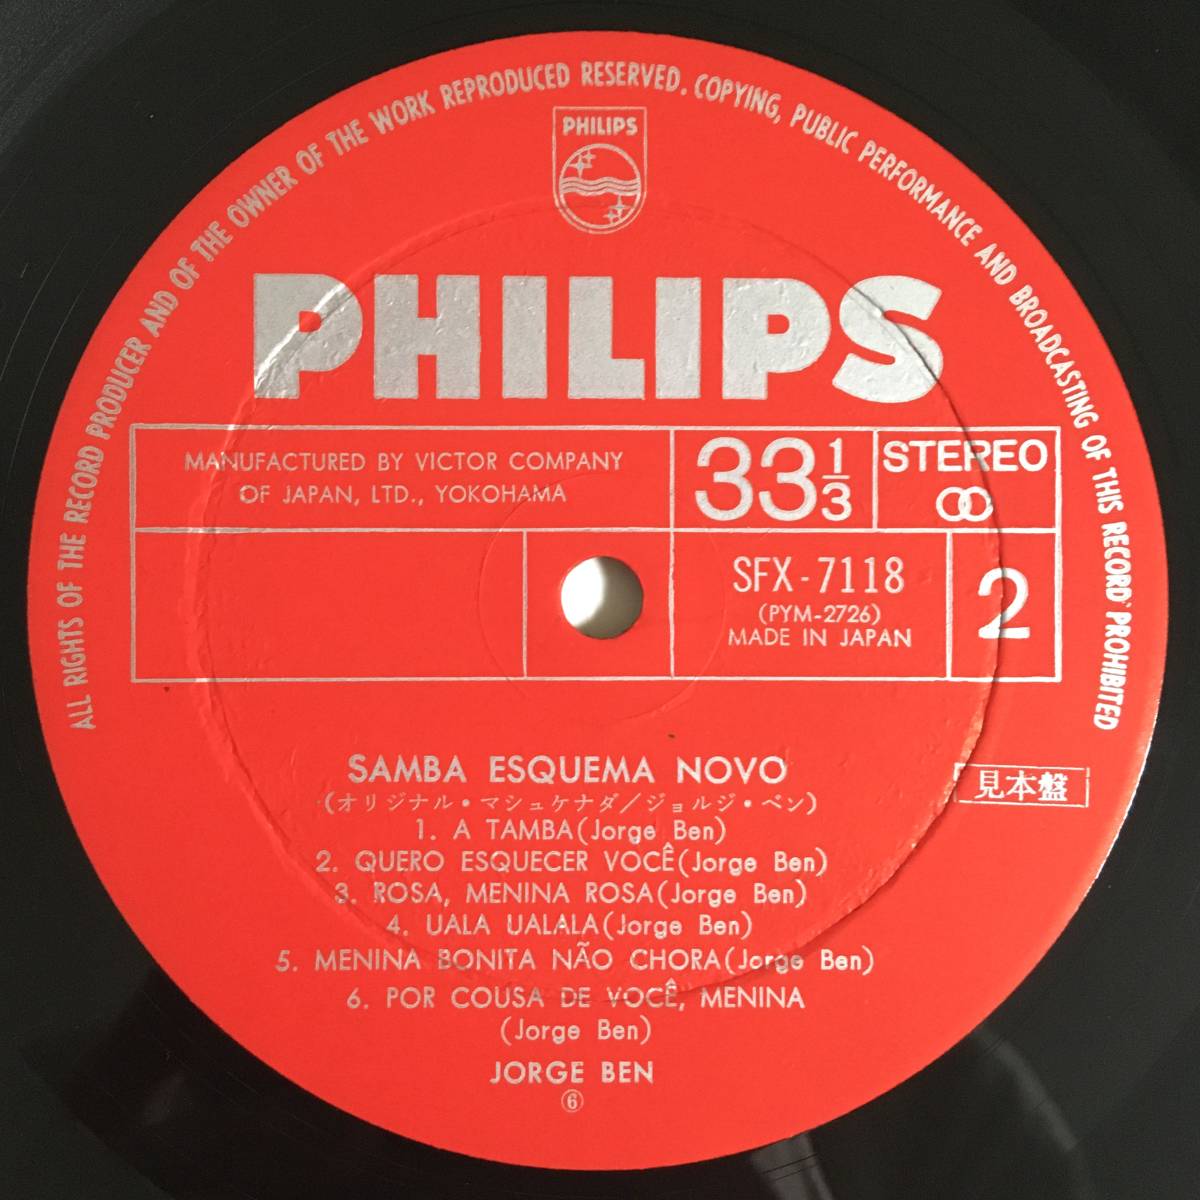 ALL RIGHTS OF THE RECORD PRODUCER AND OF THE OWNER OF THE WORK REPRODUCED RESERVED. COPYING, PUBLIC PERFORMANCE AND BROADCASTING OF THIS RECORD PROHIBITED
PHILIPS
PHILIPS
MANUFACTURED BY VICTOR COMPANY
OF JAPAN, LTD., YOKOHAMA
33 1/3
STEREO
SFX-7118
(PYM-2726)
MADE IN JAPAN
2
SAMBA ESQUEMA NOVO
(オリジナル・マシュケナダ/ジョルジ・ベン)
見本盤
1. A TAMBA(Jorge Ben)
2. QUERO ESQUECER VOCÊ(Jorge Ben)
3. ROSA, MENINA ROSA(Jorge Ben)
4. UALA UALALA(Jorge Ben)
5. MENINA BONITA NÃO CHORA(Jorge Ben)
6. POR COUSA DE VOCÊ, MENINA
(Jorge Ben)
JORGE BEN
⑥